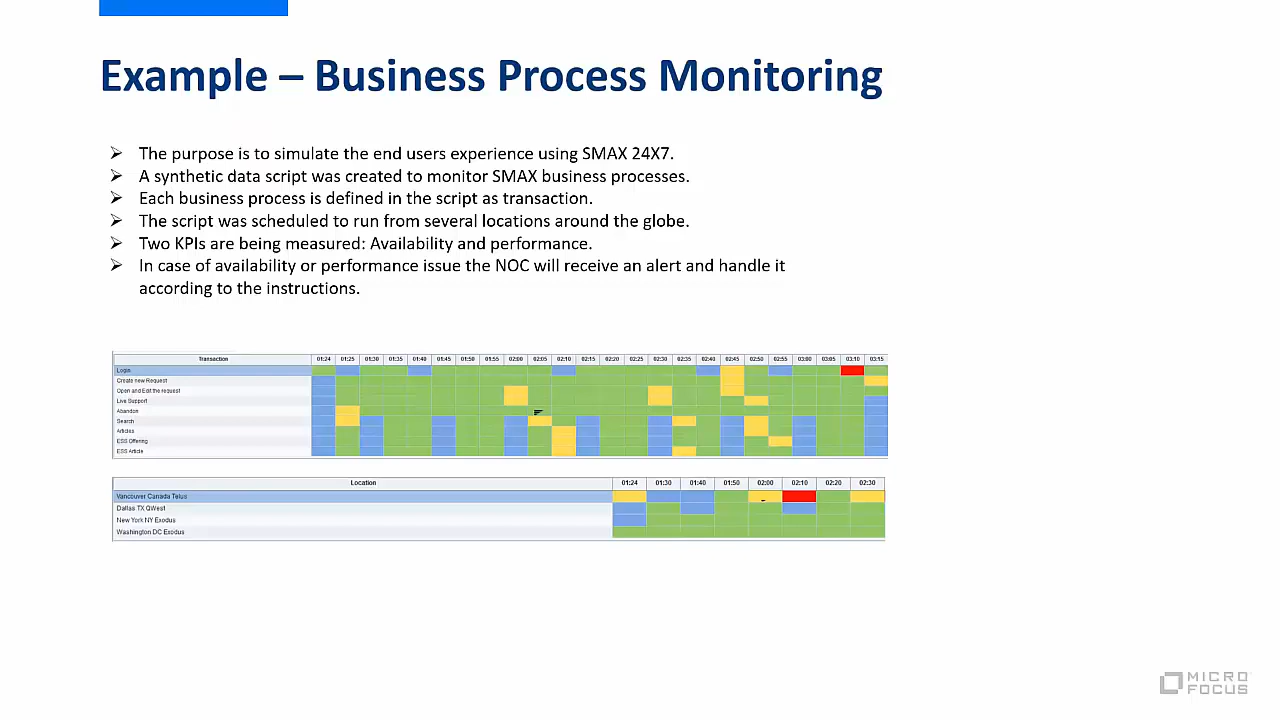 Example – Business Process Monitoring
➢ The purpose is to simulate the end users experience using SMAX 24X7.
➢ A synthetic data script was created to monitor SMAX business processes.
➢ Each business process is defined in the script as transaction.
➢ The script was scheduled to run from several locations around the globe.
➢ Two KPIs are being measured: Availability and performance.
➢ In case of availability or performance issue the NOC will receive an alert and handle it
according to the instructions.
Transaction 01:24 01:25 01:30 01:35 01:40 01:45 01:50 01:55 02:00 02:05 02:10 02:15 02:20 02:25 02:30 02:35 02:40 02:45 02:50 02:55 03:00 03:05 03:10 03:15
Login
Create new Request
Open and Edit the request
Live Support
Abandon
Search
Articles
ESS Offering
ESS Article
Location 01:24 01:30 01:40 01:50 02:00 02:10 02:20 02:30
Vancouver Canada Telus
Dallas TX QWest
New York NY Exodus
Washington DC Exodus
MICRO
FOCUS